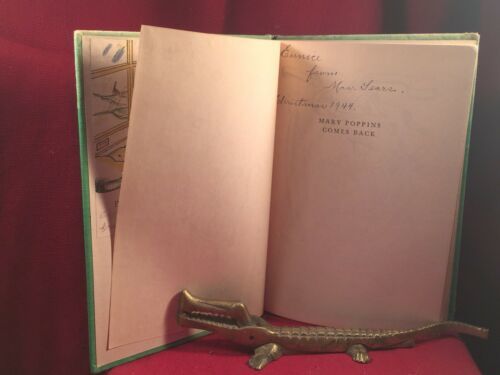 Eunice
from
Mrs. Sears.
Christmas 1944.
MARY POPPINS
COMES BACK